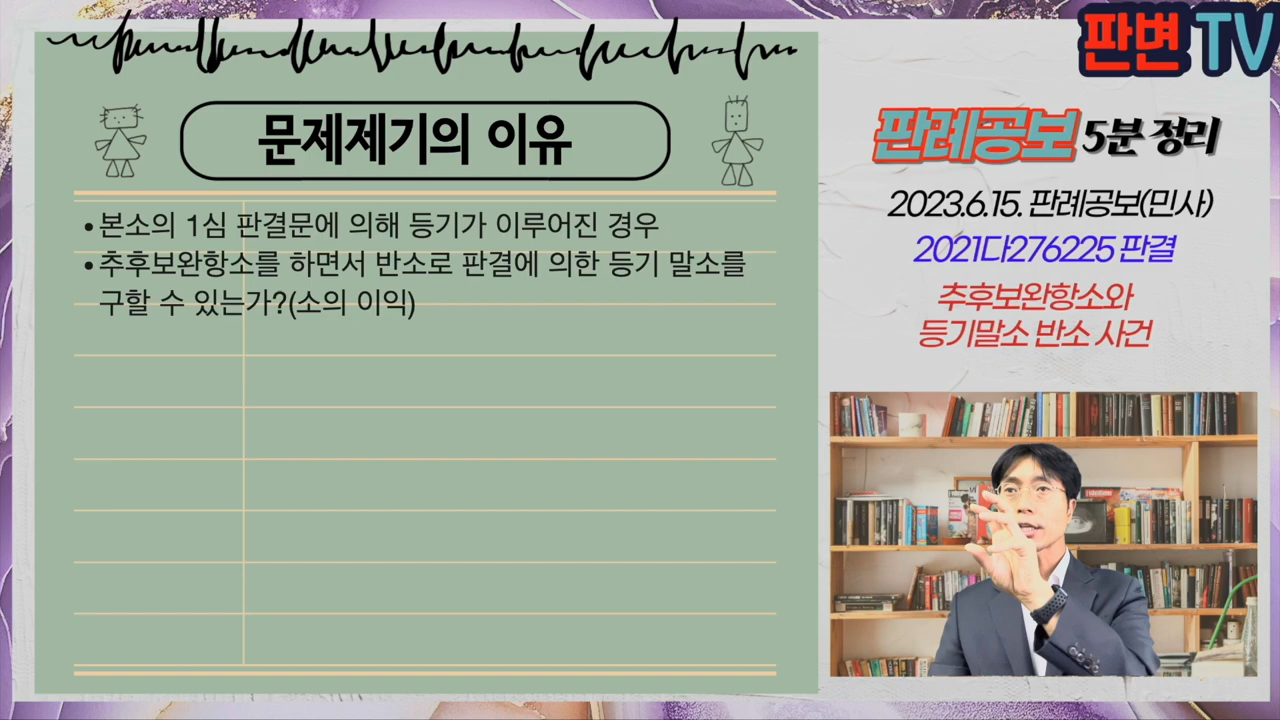 문제제기의 이유
• 본소의 1심 판결문에 의해 등기가 이루어진 경우
• 추후보완항소를 하면서 반소로 판결에 의한 등기 말소를
구할 수 있는가?(소의 이익)
판변 TV
판례공보 5분 정리
2023.6.15. 판례공보(민사)
2021다276225 판결
추후보완항소와
등기말소 반소 사건